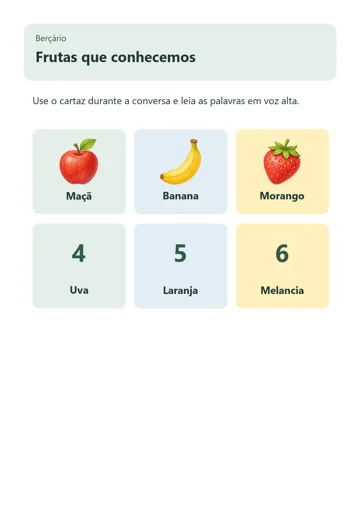 Berçário
Frutas que conhecemos
Use o cartaz durante a conversa e leia as palavras em voz alta.
Maçã
Banana
Morango
4
5
6
Uva
Laranja
Melancia